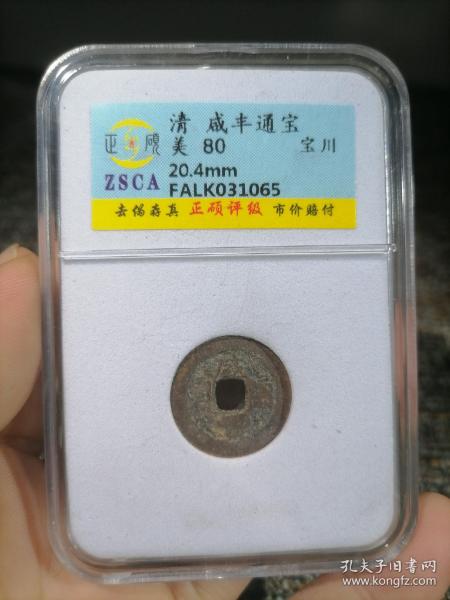 清 咸丰通宝
正硕 美 80 宝川
ZSCA 20.4mm
FALK031065
去伪存真 正硕评级 市价赔付
孔夫子旧书网
www.kongfz.com